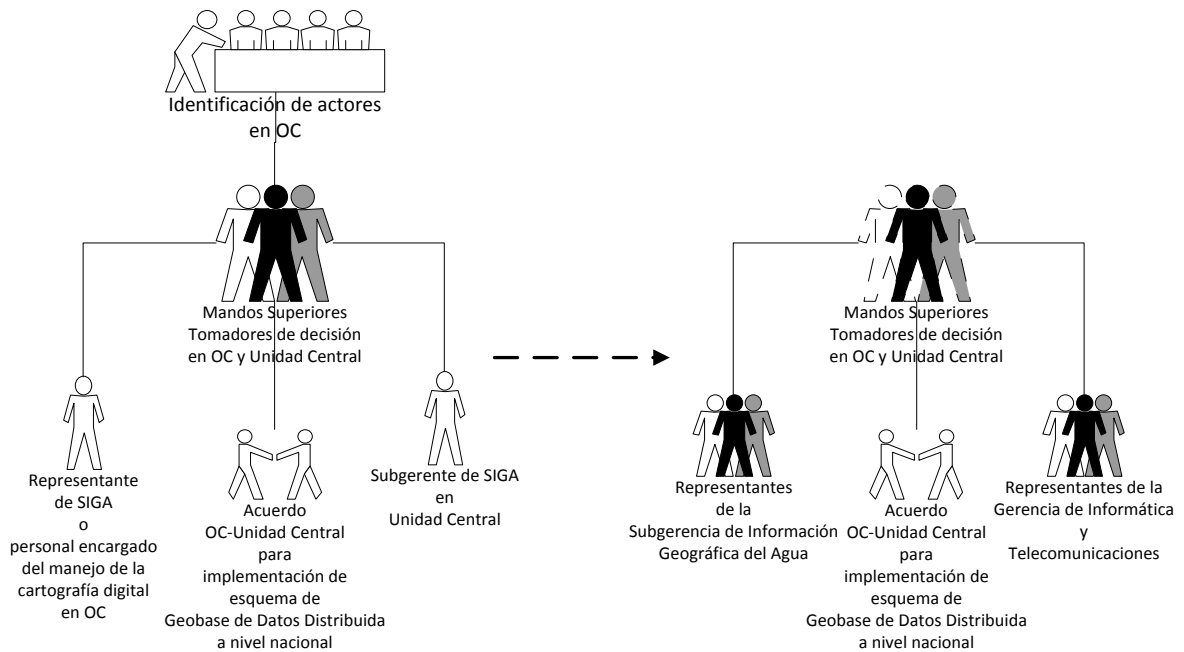 Identificación de actores
en OC
Mandos Superiores
Tomadores de decisión
en OC y Unidad Central
Representante
de SIGA
o
personal encargado
del manejo de la
cartografía digital
en OC
Acuerdo
OC-Unidad Central
para
implementación de
esquema de
Geobase de Datos Distribuida
a nivel nacional
Subgerente de SIGA
en
Unidad Central
Mandos Superiores
Tomadores de decisión
en OC y Unidad Central
Representantes
de la
Subgerencia de Información
Geográfica del Agua
Acuerdo
OC-Unidad Central
para
implementación de
esquema de
Geobase de Datos Distribuida
a nivel nacional
Representantes de la
Gerencia de Informática
y
Telecomunicaciones